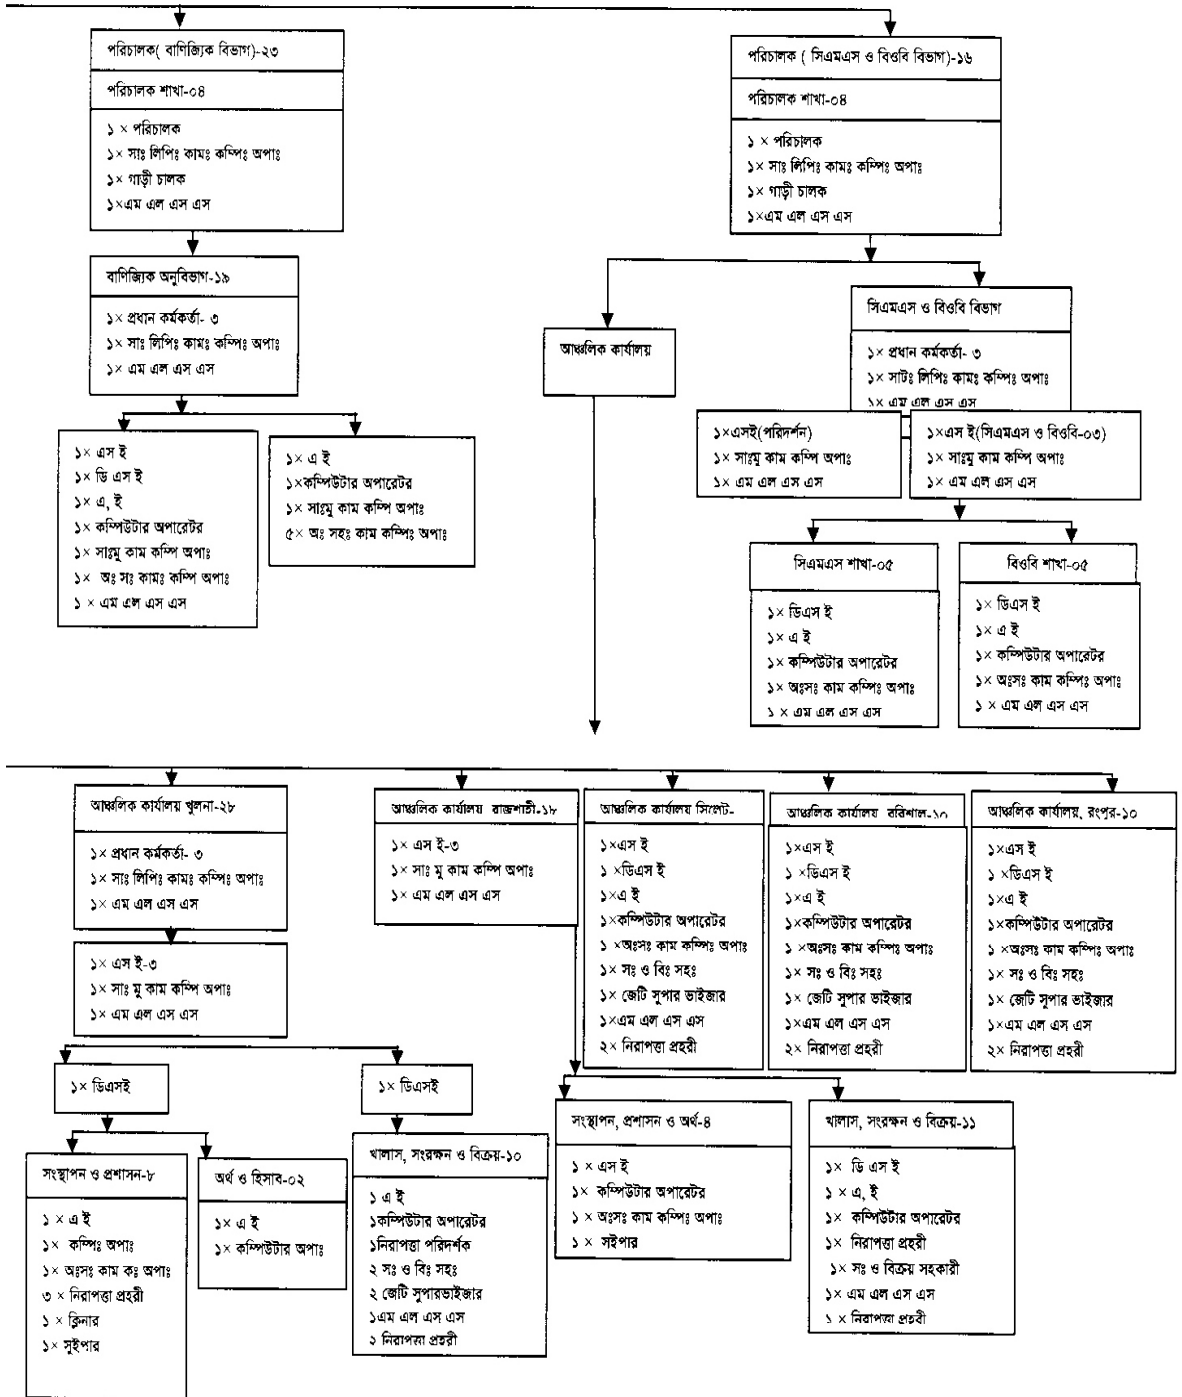 পরিচালক( বাণিজ্যিক বিভাগ)-২৩
পরিচালক শাখা-০৪
১ × পরিচালক
১× সাঃ লিপিঃ কামঃ কম্পিঃ অপাঃ
১× গাড়ী চালক
১×এম এল এস এস
বাণিজ্যিক অনুবিভাগ-১৯
১× প্রধান কর্মকর্তা- ৩
১× সাঃ লিপিঃ কামঃ কম্পিঃ অপাঃ
১× এম এল এস এস
১× এস ই
১× ডি এস ই
১× এ, ই
১× কম্পিউটার অপারেটর
১× সাঃমু কাম কম্পি অপাঃ
১× অঃ সঃ কামঃ কম্পি অপাঃ
১ × এম এল এস এস
১× এ ই
১×কম্পিউটার অপারেটর
১× সাঃমু কাম কম্পি অপাঃ
৫× অঃ সহঃ কাম কম্পিঃ অপাঃ
পরিচালক ( সিএমএস ও বিওবি বিভাগ)-১৬
পরিচালক শাখা-০৪
১ × পরিচালক
১× সাঃ লিপিঃ কামঃ কম্পিঃ অপাঃ
১× গাড়ী চালক
১×এম এল এস এস
আঞ্চলিক কার্যালয়
সিএমএস ও বিওবি বিভাগ
১× প্রধান কর্মকর্তা- ৩
১× সাটঃ লিপিঃ কামঃ কম্পিঃ অপাঃ
১× এম এল এস এস
১×এসই(পরিদর্শন)
১× সাঃমু কাম কম্পি অপাঃ
১× এম এল এস এস
১×এস ই(সিএমএস ও বিওবি-০৩)
১× সাঃমু কাম কম্পি অপাঃ
১× এম এল এস এস
সিএমএস শাখা-০৫
১× ডিএস ই
১× এ ই
১× কম্পিউটার অপারেটর
১× অঃসঃ কাম কম্পিঃ অপাঃ
১ × এম এল এস এস
বিওবি শাখা-০৫
১× ডিএস ই
১× এ ই
১× কম্পিউটার অপারেটর
১× অঃসঃ কাম কম্পিঃ অপাঃ
১ × এম এল এস এস
আঞ্চলিক কার্যালয় খুলনা-২৮
১× প্রধান কর্মকর্তা- ৩
১× সাঃ লিপিঃ কামঃ কম্পিঃ অপাঃ
১× এম এল এস এস
১× এস ই-৩
১× সাঃ মু কাম কম্পি অপাঃ
১× এম এল এস এস
১× ডিএসই
১× ডিএসই
সংস্থাপন ও প্রশাসন-৮
১ × এ ই
১× কম্পিঃ অপাঃ
১× অঃসঃ কাম কঃ অপাঃ
৩ × নিরাপত্তা প্রহরী
১ × ক্লিনার
১× সুইপার
অর্থ ও হিসাব-০২
১× এ ই
১× কম্পিউটার অপাঃ
খালাস, সংরক্ষন ও বিক্রয়-১০
১ এ ই
১কম্পিউটার অপারেটর
১নিরাপত্তা পরিদর্শক
২ সঃ ও বিঃ সহঃ
২ জেটি সুপারভাইজার
১এম এল এস এস
২ নিরাপত্তা প্রহরী
আঞ্চলিক কার্যালয় রাজশাহী-১৮
১× এস ই-৩
১× সাঃ মু কাম কম্পি অপাঃ
১× এম এল এস এস
আঞ্চলিক কার্যালয় সিলেট-
১×এস ই
১ ×ডিএস ই
১×এ ই
১×কম্পিউটার অপারেটর
১ ×অঃসঃ কাম কম্পিঃ অপাঃ
১× সঃ ও বিঃ সহঃ
১× জেটি সুপার ভাইজার
১×এম এল এস এস
২× নিরাপত্তা প্রহরী
আঞ্চলিক কার্যালয় বরিশাল-১০
১×এস ই
১ ×ডিএস ই
১×এ ই
১×কম্পিউটার অপারেটর
১ ×অঃসঃ কাম কম্পিঃ অপাঃ
১× সঃ ও বিঃ সহঃ
১× জেটি সুপার ভাইজার
১×এম এল এস এস
২× নিরাপত্তা প্রহরী
আঞ্চলিক কার্যালয়, রংপুর-১০
১×এস ই
১ ×ডিএস ই
১×এ ই
১×কম্পিউটার অপারেটর
১ ×অঃসঃ কাম কম্পিঃ অপাঃ
১× সঃ ও বিঃ সহঃ
১× জেটি সুপার ভাইজার
১×এম এল এস এস
২× নিরাপত্তা প্রহরী
সংস্থাপন, প্রশাসন ও অর্থ-৪
১ × এস ই
১× কম্পিউটার অপারেটর
১ × অঃসঃ কাম কম্পিঃ অপাঃ
১ × সইপার
খালাস, সংরক্ষন ও বিক্রয়-১১
১× ডি এস ই
১ × এ, ই
১× কম্পিউটার অপারেটর
১× নিরাপত্তা প্রহরী
১× সঃ ও বিক্রয় সহকারী
১× এম এল এস এস
১ × নিরাপত্তা প্রহরী